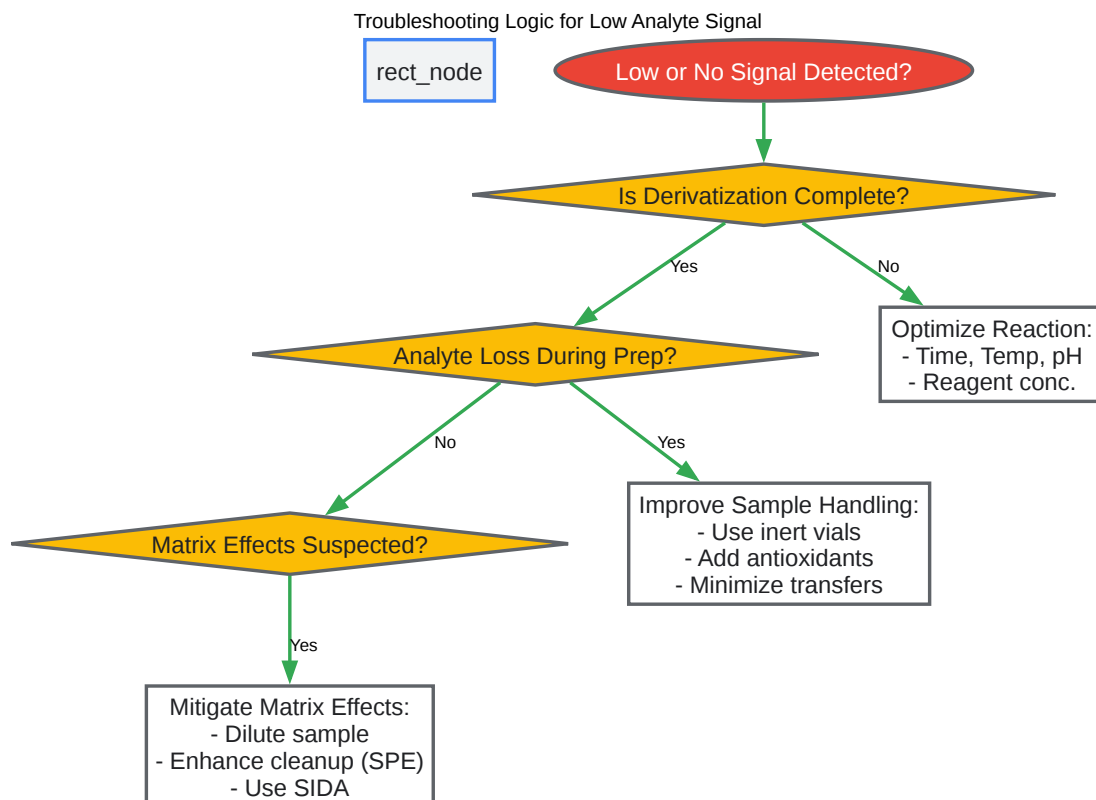 Troubleshooting Logic for Low Analyte Signal
rect_node
Low or No Signal Detected?
Is Derivatization Complete?
Yes
No
Optimize Reaction:
- Time, Temp, pH
- Reagent conc.
Analyte Loss During Prep?
No
Yes
Improve Sample Handling:
- Use inert vials
- Add antioxidants
- Minimize transfers
Matrix Effects Suspected?
Yes
Mitigate Matrix Effects:
- Dilute sample
- Enhance cleanup (SPE)
- Use SIDA